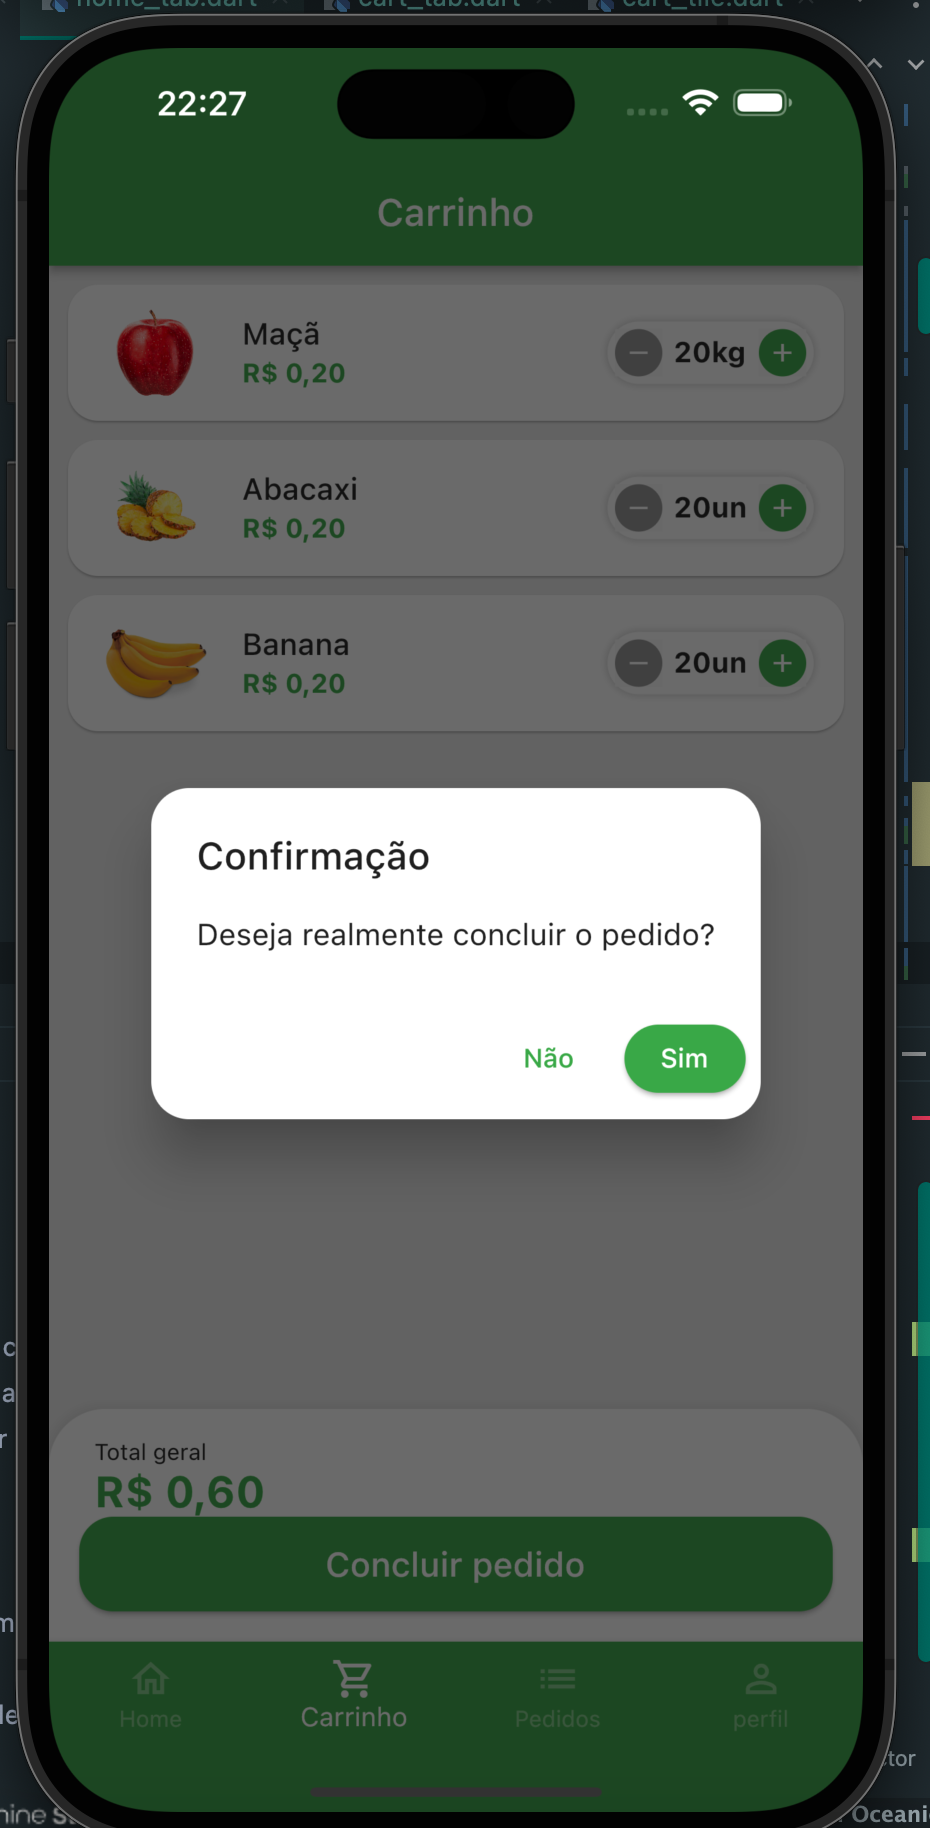 home_tab.dart
cart_tab.dart
cart_tile.dart
22:27
Carrinho
Maçã
R$ 0,20
20kg
Abacaxi
R$ 0,20
20un
Banana
R$ 0,20
20un
Confirmação
Deseja realmente concluir o pedido?
Não
Sim
Total geral
R$ 0,60
Concluir pedido
Home
Carrinho
Pedidos
perfil